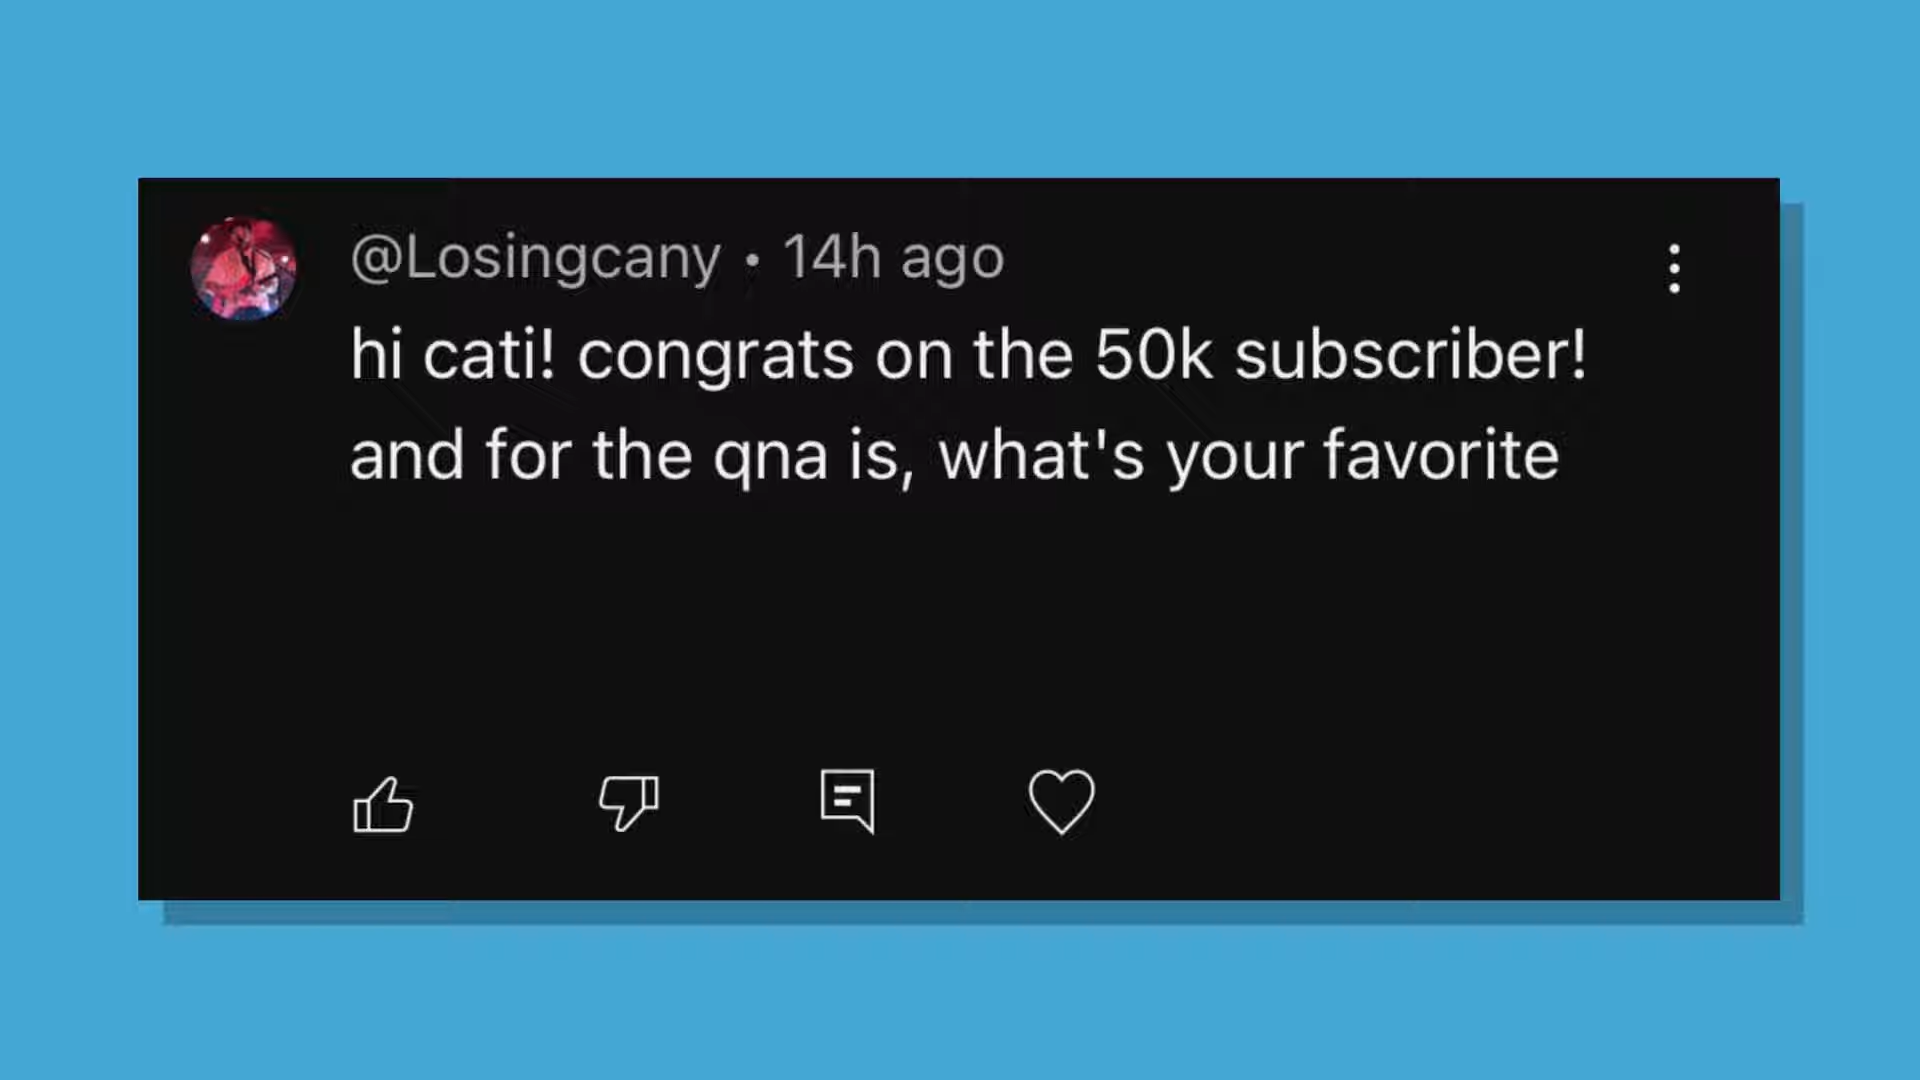 @Losingcany • 14h ago
hi cati! congrats on the 50k subscriber!
and for the qna is, what's your favorite